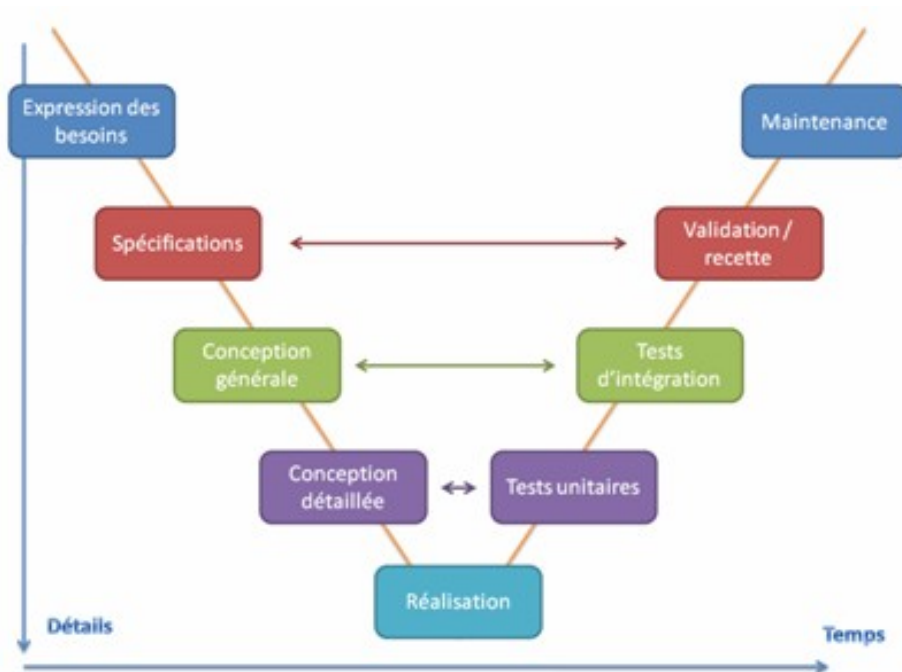 Expression des
besoins
Maintenance
Spécifications
Validation /
recette
Conception
générale
Tests
d'intégration
Conception
détaillée
Tests unitaires
Réalisation
Détails
Temps